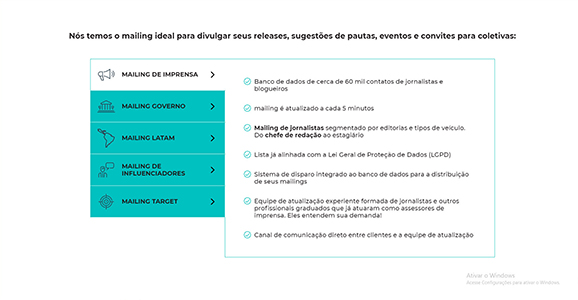 Nós temos o mailing ideal para divulgar seus releases, sugestões de pautas, eventos e convites para coletivas:
MAILING DE IMPRENSA
MAILING GOVERNO
MAILING LATAM
MAILING DE
INFLUENCIADORES
MAILING TARGET
Banco de dados de cerca de 60 mil contatos de jornalistas e
blogueiros
mailing é atualizado a cada 5 minutos
Mailing de jornalistas segmentado por editorias e tipos de veículo.
Do chefe de redação ao estagiário
Lista já alinhada com a Lei Geral de Proteção de Dados (LGPD)
Sistema de disparo integrado ao banco de dados para a distribuição
de seus mailings
Equipe de atualização experiente formada de jornalistas e outros
profissionais graduados que já atuaram como assessores de
imprensa. Eles entendem sua demanda!
Canal de comunicação direto entre clientes e a equipe de atualização
Ativar o Windows
Acesse Configurações para ativar o Windows.